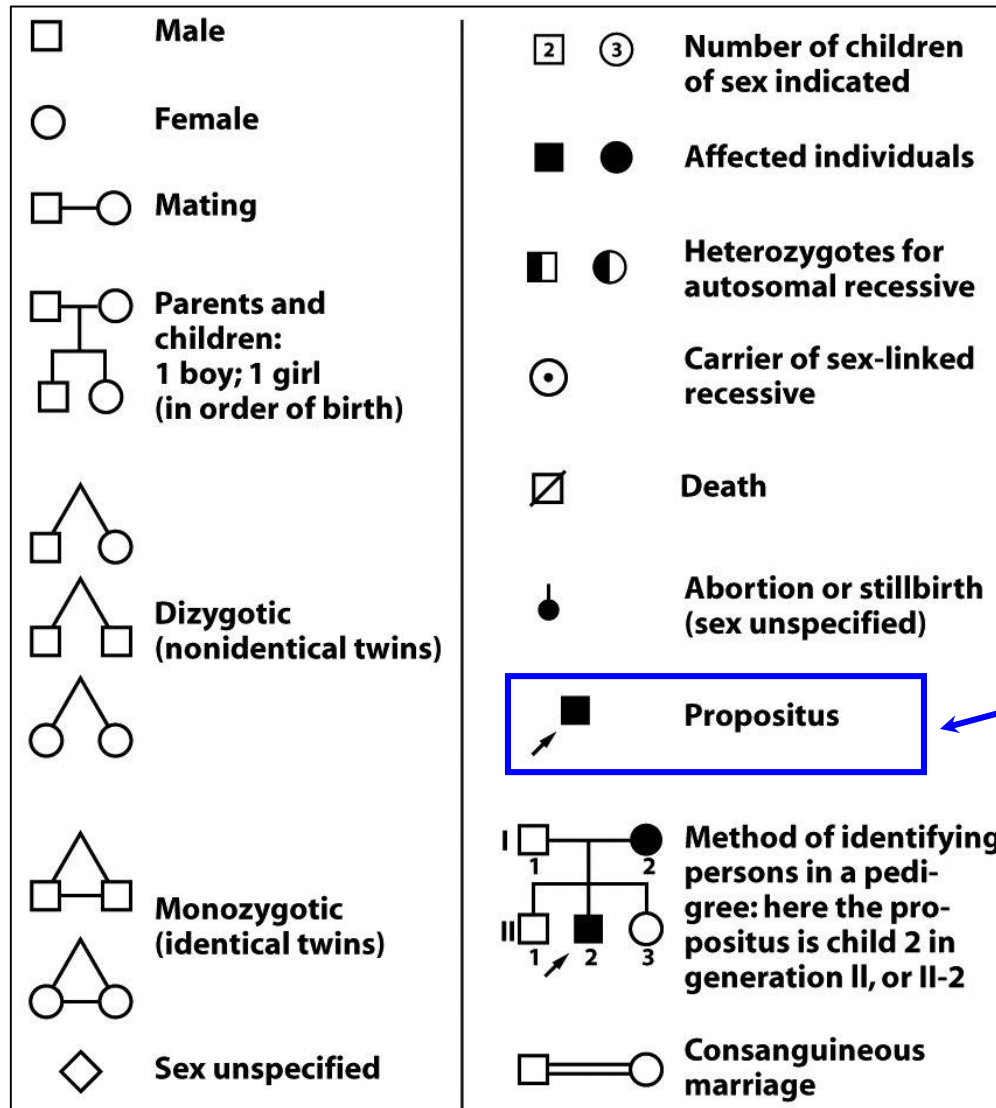 Male
Female
Mating
Parents and
children:
1 boy; 1 girl
(in order of birth)
Dizygotic
(nonidentical twins)
Monozygotic
(identical twins)
Sex unspecified
2 3 Number of children
of sex indicated
Affected individuals
Heterozygotes for
autosomal recessive
Carrier of sex-linked
recessive
Death
Abortion or stillbirth
(sex unspecified)
Propositus
I
1 2
II
1 2 3
Method of identifying
persons in a pedi-
gree: here the pro-
positus is child 2 in
generation II, or II-2
Consanguineous
marriage